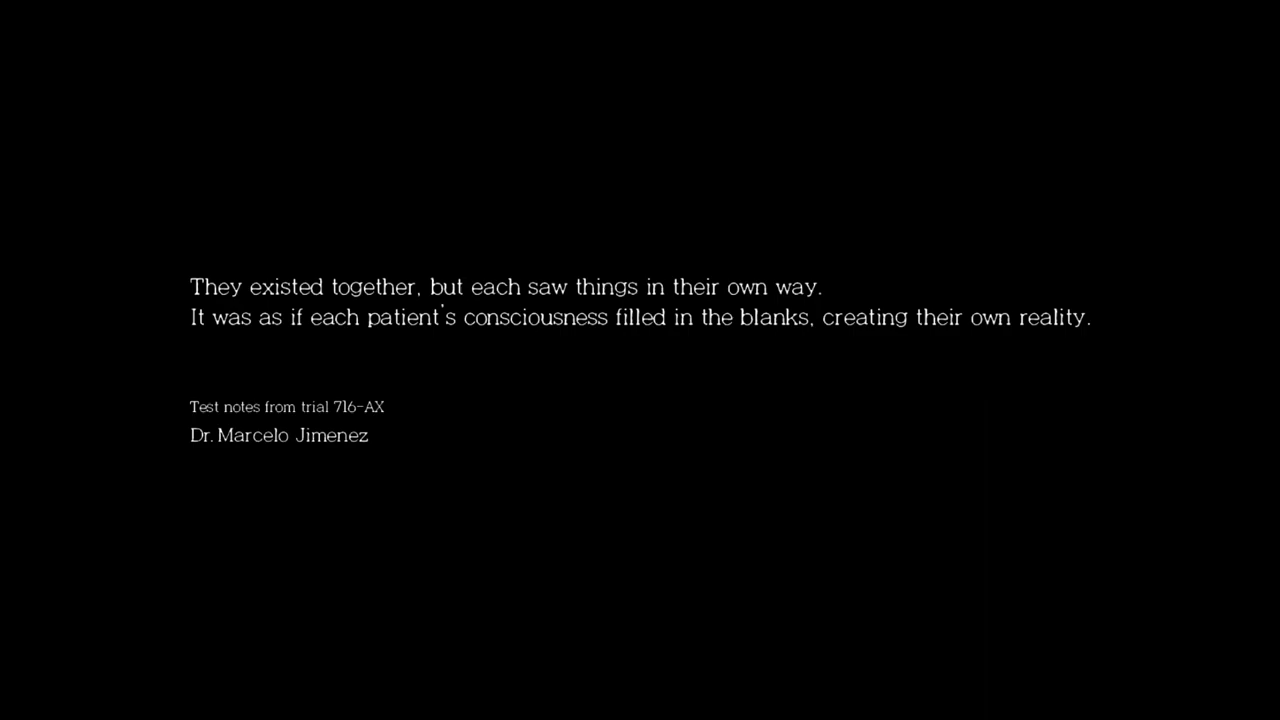 They existed together, but each saw things in their own way.
It was as if each patient's consciousness filled in the blanks, creating their own reality.
Test notes from trial 716-AX
Dr. Marcelo Jimenez